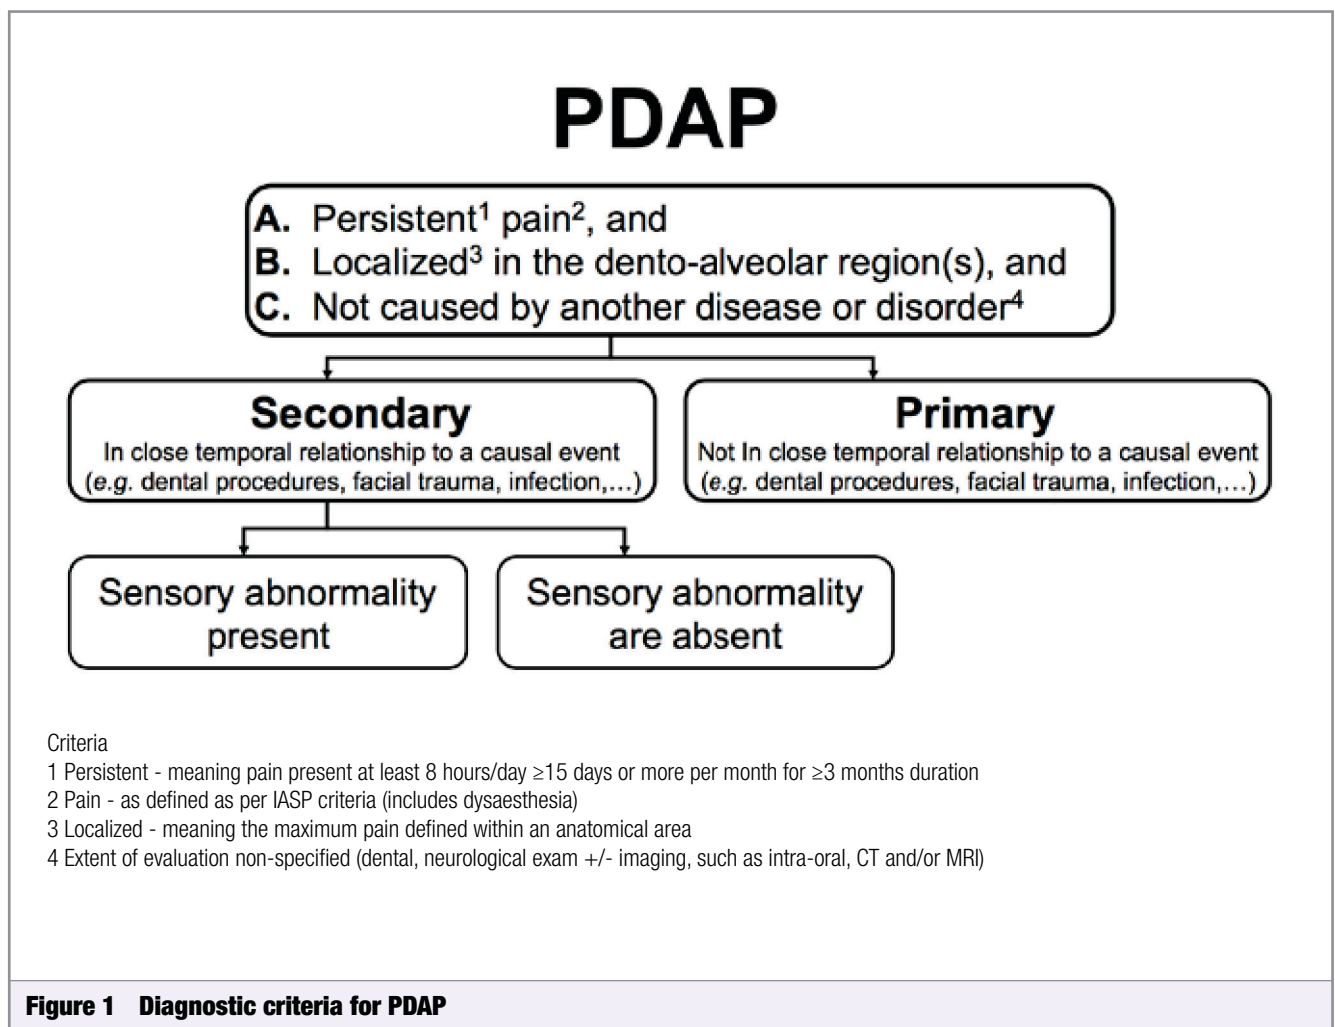 PDAP
A. Persistent¹ pain², and
B. Localized³ in the dento-alveolar region(s), and
C. Not caused by another disease or disorder⁴
Secondary
In close temporal relationship to a causal event
(e.g. dental procedures, facial trauma, infection,…)
Primary
Not In close temporal relationship to a causal event
(e.g. dental procedures, facial trauma, infection,…)
Sensory abnormality
present
Sensory abnormality
are absent
Criteria
1 Persistent - meaning pain present at least 8 hours/day ≥15 days or more per month for ≥3 months duration
2 Pain - as defined as per IASP criteria (includes dysaesthesia)
3 Localized - meaning the maximum pain defined within an anatomical area
4 Extent of evaluation non-specified (dental, neurological exam +/- imaging, such as intra-oral, CT and/or MRI)
Figure 1 Diagnostic criteria for PDAP